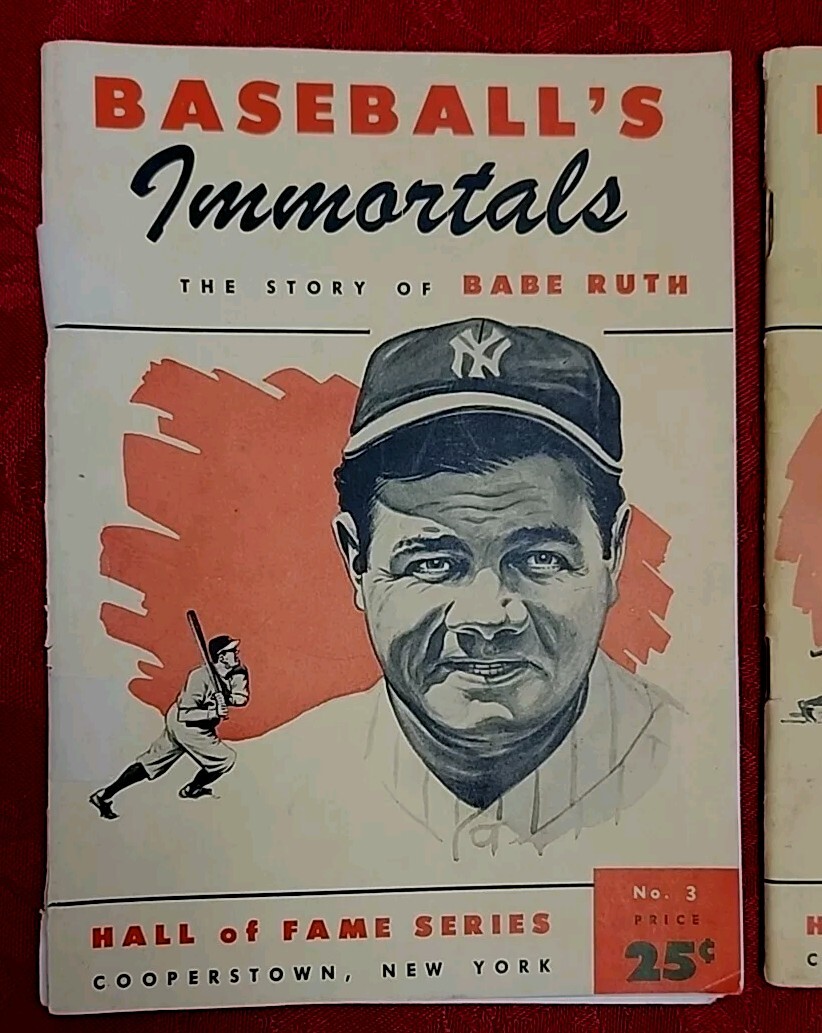 BASEBALL'S
Immortals
THE STORY OF BABE RUTH
NY
No. 3
PRICE
25¢
HALL of FAME SERIES
COOPERSTOWN, NEW YORK
H
C